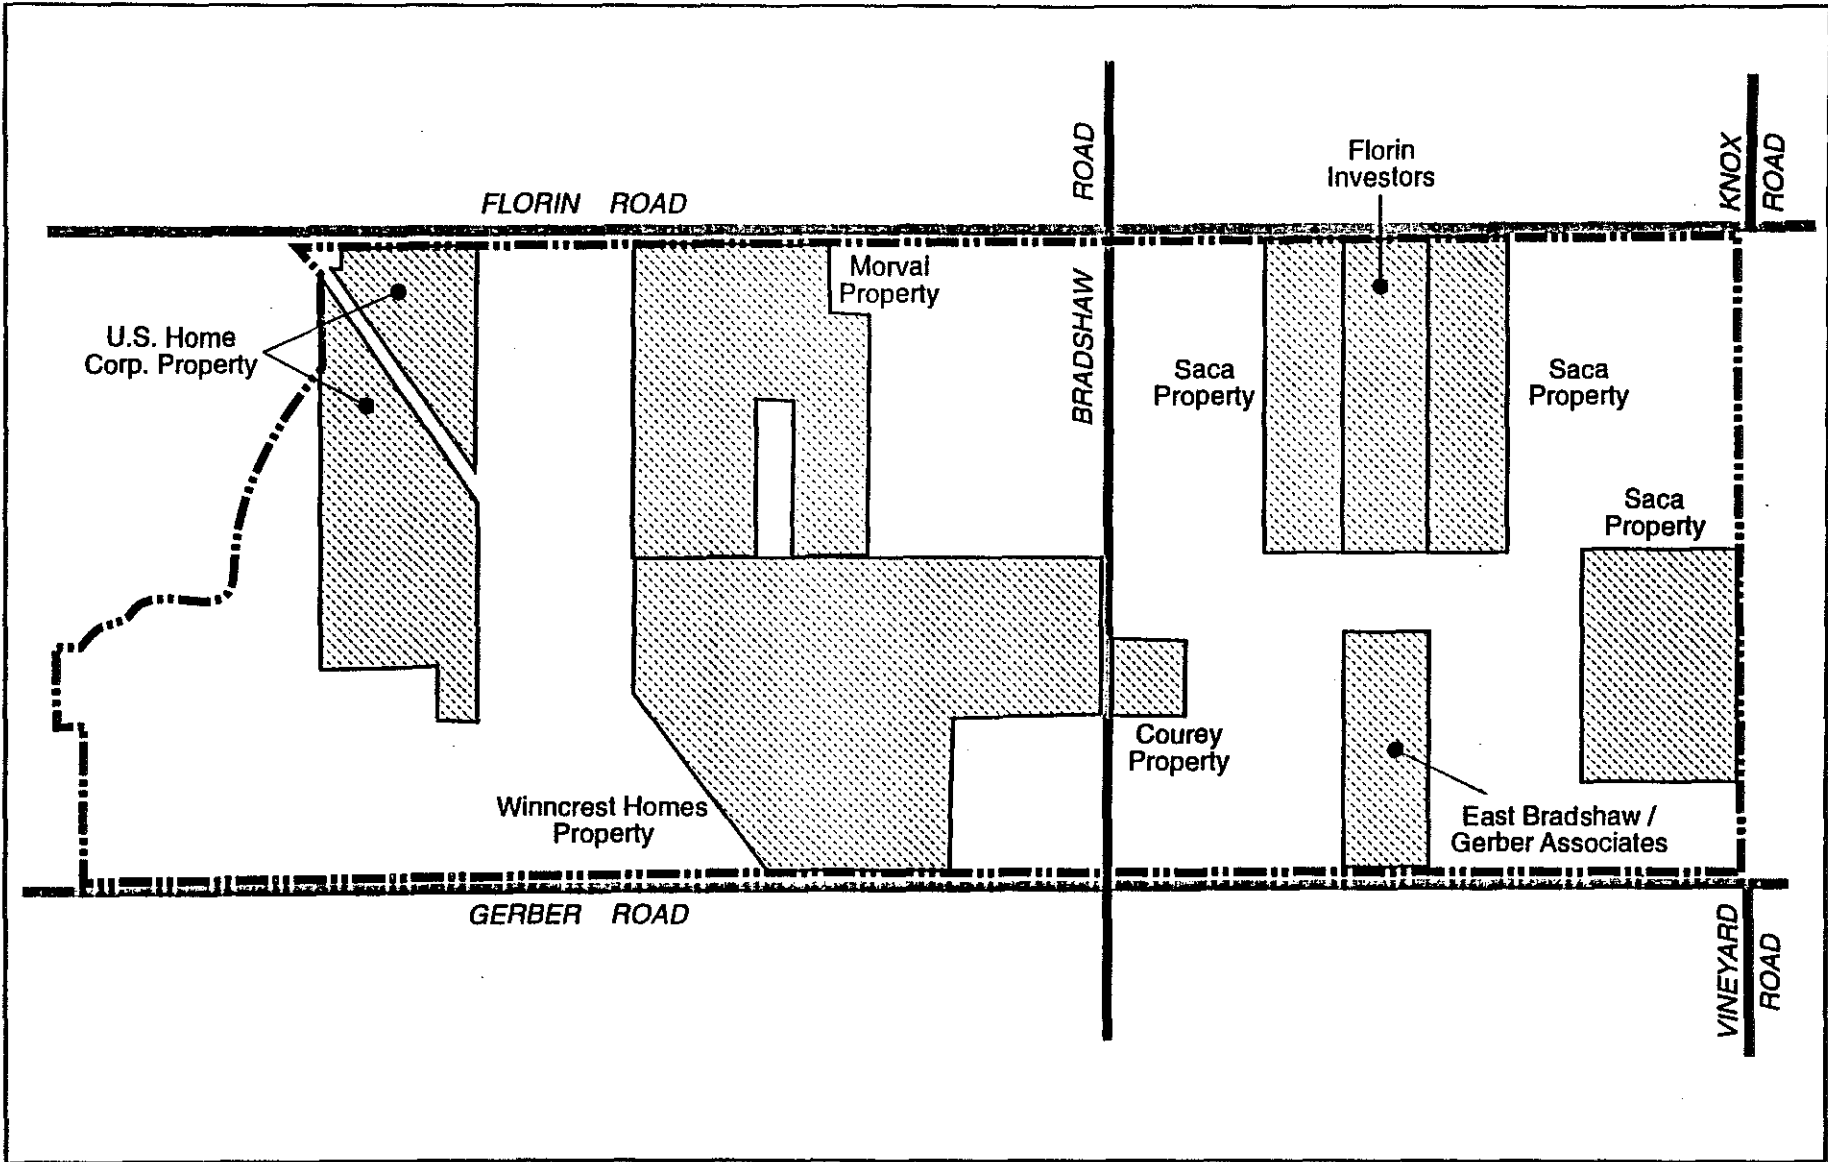 FLORIN ROAD
BRADSHAW ROAD
KNOX
ROAD
Florin
Investors
Morval
Property
U.S. Home
Corp. Property
Saca
Property
Saca
Property
Saca
Property
Courey
Property
Winncrest Homes
Property
East Bradshaw /
Gerber Associates
GERBER ROAD
VINEYARD
ROAD